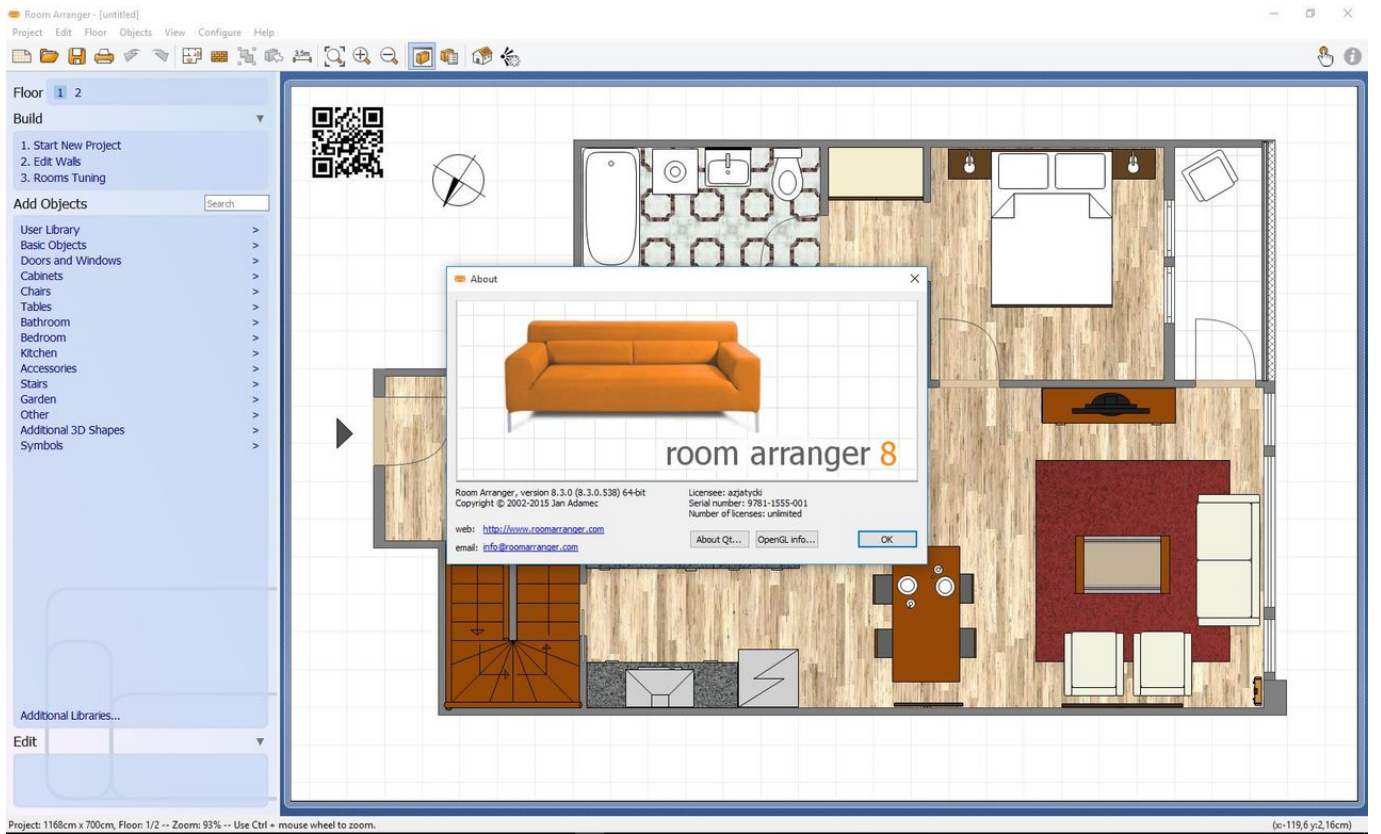 Room Arranger - [untitled]
Project Edit Floor Objects View Configure Help
3,5m
Floor 1 2
Build
1. Start New Project
2. Edit Walls
3. Rooms Tuning
Add Objects Search
User Library >
Basic Objects >
Doors and Windows >
Cabinets >
Chairs >
Tables >
Bathroom >
Bedroom >
Kitchen >
Accessories >
Stairs >
Garden >
Other >
Additional 3D Shapes >
Symbols >
Additional Libraries...
Edit
About
room arranger 8
Room Arranger, version 8.3.0 (8.3.0.538) 64-bit
Copyright © 2002-2015 Jan Adamec
web: http://www.roomarranger.com
email: info@roomarranger.com
Licensee: azjatycki
Serial number: 9781-1555-001
Number of licenses: unlimited
About Qt... OpenGL info... OK
Project: 1168cm x 700cm, Floor: 1/2 -- Zoom: 93% -- Use Ctrl + mouse wheel to zoom. (x:-119,6 y:2,16cm)